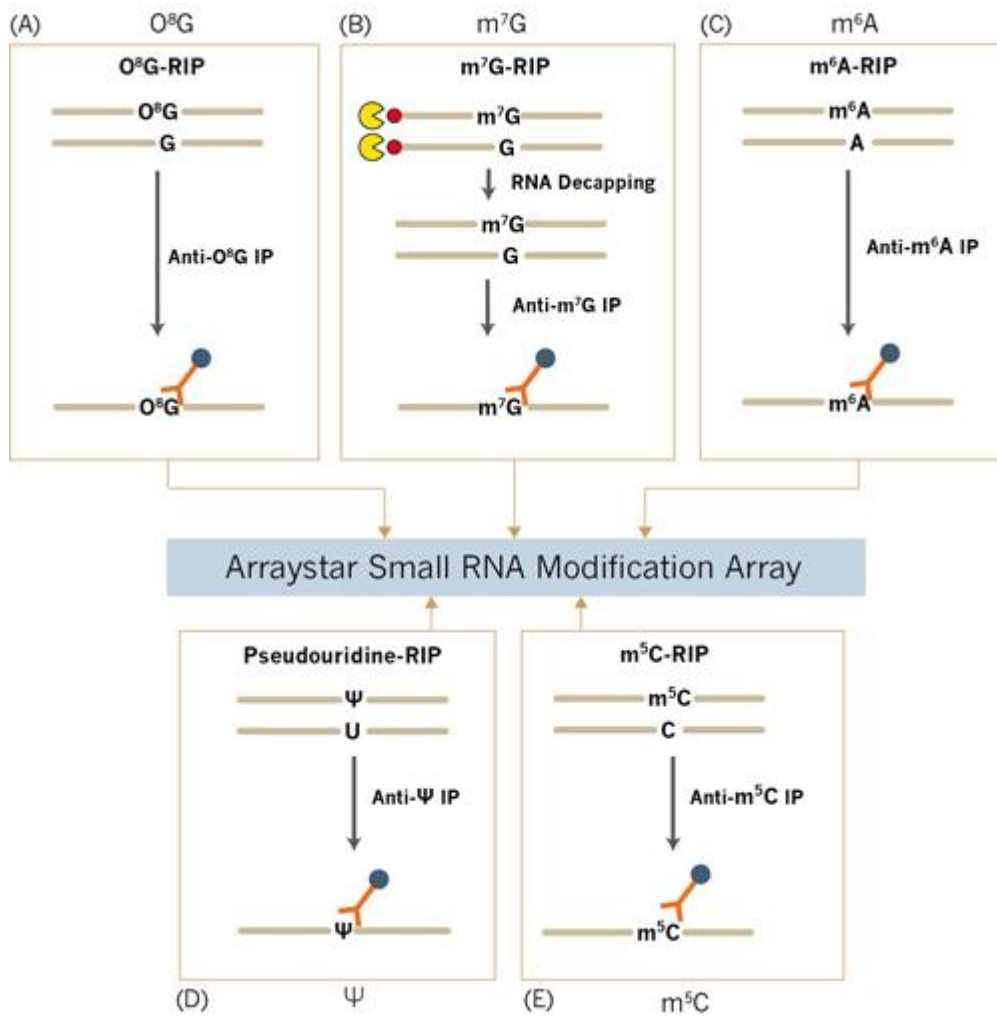 (A) O⁸G
O⁸G-RIP
O⁸G
G
Anti-O⁸G IP
O⁸G
(B) m⁷G
m⁷G-RIP
m⁷G
G
RNA Decapping
m⁷G
G
Anti-m⁷G IP
m⁷G
(C) m⁶A
m⁶A-RIP
m⁶A
A
Anti-m⁶A IP
m⁶A
Arraystar Small RNA Modification Array
Pseudouridine-RIP
Ψ
U
Anti-Ψ IP
Ψ
(D) Ψ
m⁵C-RIP
m⁵C
C
Anti-m⁵C IP
m⁵C
(E) m⁵C